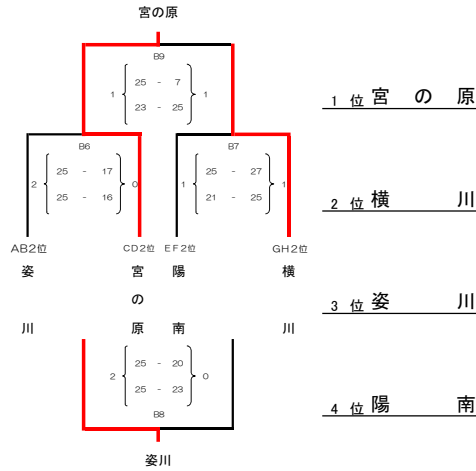 宮の原
B9
1 25 - 7 1
23 - 25
1 位 宮 の 原
B6 B7
2 25 - 17 0 1 25 - 27 1
25 - 16 21 - 25
2 位 横 川
AB2位 CD2位 EF2位 GH2位
姿川 宮の原 陽南 横川
3 位 姿 川
2 25 - 20 0
25 - 23
B8
4 位 陽 南
姿川